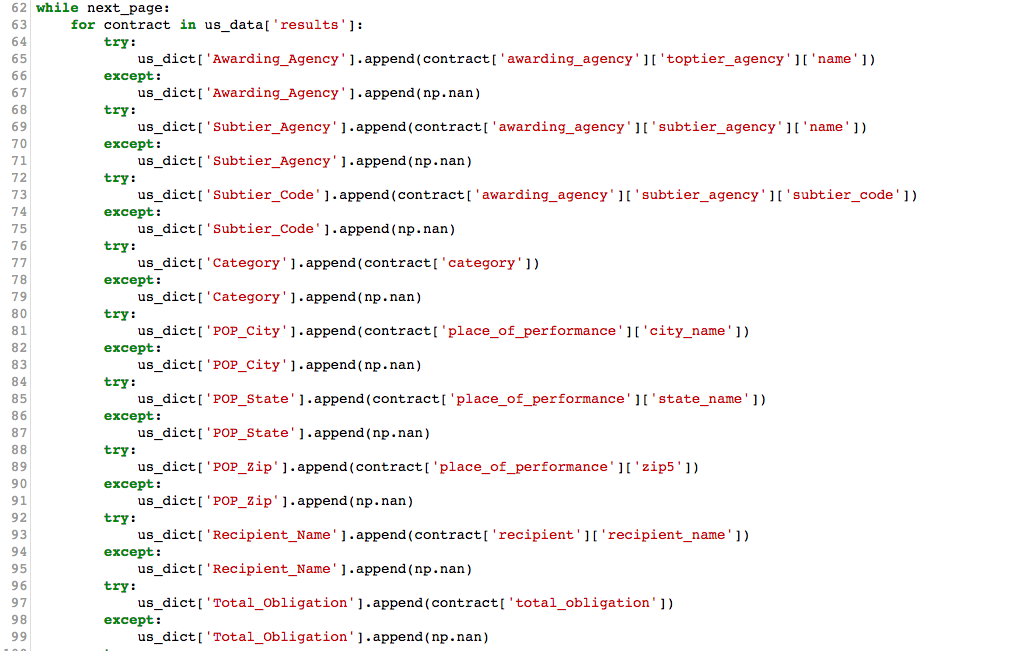 62 while next_page:
63     for contract in us_data['results']:
64         try:
65             us_dict['Awarding_Agency'].append(contract['awarding_agency']['toptier_agency']['name'])
66         except:
67             us_dict['Awarding_Agency'].append(np.nan)
68         try:
69             us_dict['Subtier_Agency'].append(contract['awarding_agency']['subtier_agency']['name'])
70         except:
71             us_dict['Subtier_Agency'].append(np.nan)
72         try:
73             us_dict['Subtier_Code'].append(contract['awarding_agency']['subtier_agency']['subtier_code'])
74         except:
75             us_dict['Subtier_Code'].append(np.nan)
76         try:
77             us_dict['Category'].append(contract['category'])
78         except:
79             us_dict['Category'].append(np.nan)
80         try:
81             us_dict['POP_City'].append(contract['place_of_performance']['city_name'])
82         except:
83             us_dict['POP_City'].append(np.nan)
84         try:
85             us_dict['POP_State'].append(contract['place_of_performance']['state_name'])
86         except:
87             us_dict['POP_State'].append(np.nan)
88         try:
89             us_dict['POP_Zip'].append(contract['place_of_performance']['zip5'])
90         except:
91             us_dict['POP_Zip'].append(np.nan)
92         try:
93             us_dict['Recipient_Name'].append(contract['recipient']['recipient_name'])
94         except:
95             us_dict['Recipient_Name'].append(np.nan)
96         try:
97             us_dict['Total_Obligation'].append(contract['total_obligation'])
98         except:
99             us_dict['Total_Obligation'].append(np.nan)